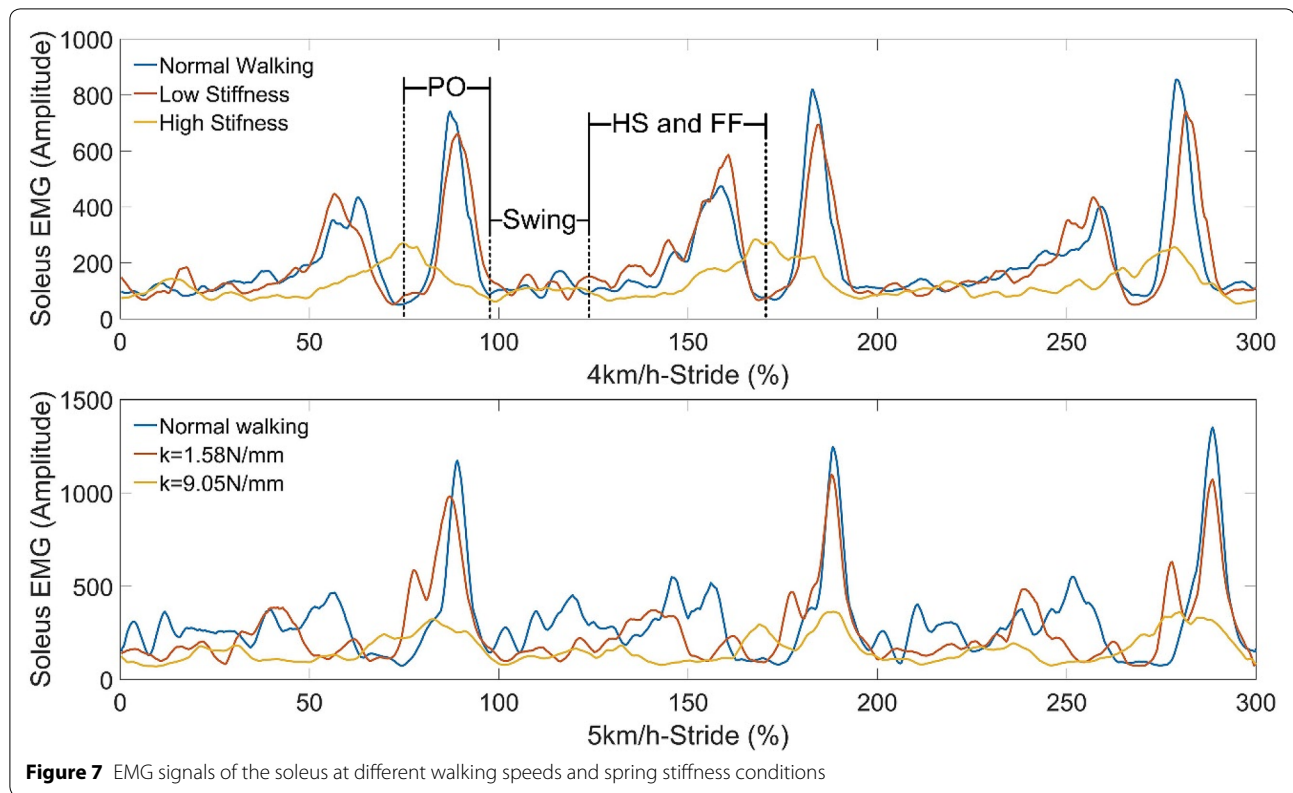 1000
800
600
400
200
0
Soleus EMG (Amplitude)
Normal Walking
Low Stiffness
High Stifness
PO
Swing
HS and FF
0 50 100 150 200 250 300
4km/h-Stride (%)
1500
1000
500
0
Soleus EMG (Amplitude)
Normal walking
k=1.58N/mm
k=9.05N/mm
0 50 100 150 200 250 300
5km/h-Stride (%)
Figure 7 EMG signals of the soleus at different walking speeds and spring stiffness conditions